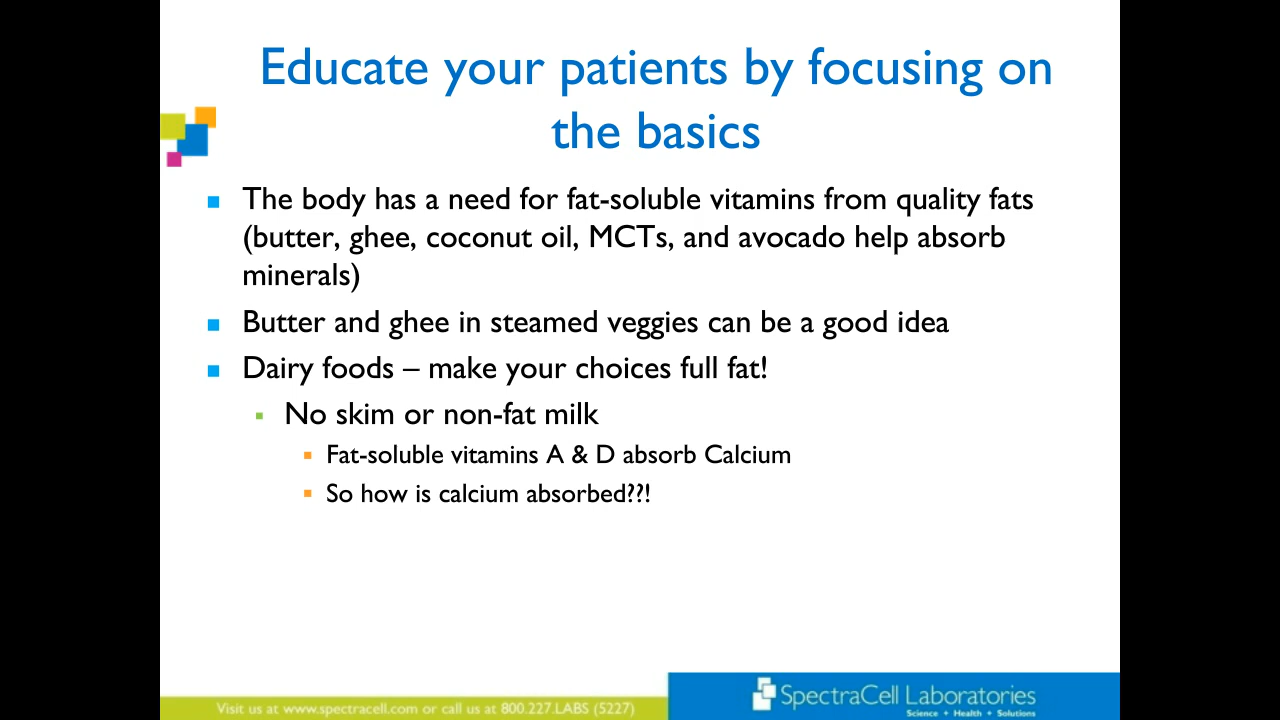 Educate your patients by focusing on
the basics
The body has a need for fat-soluble vitamins from quality fats
(butter, ghee, coconut oil, MCTs, and avocado help absorb
minerals)
Butter and ghee in steamed veggies can be a good idea
Dairy foods – make your choices full fat!
No skim or non-fat milk
Fat-soluble vitamins A & D absorb Calcium
So how is calcium absorbed??!
Visit us at www.spectracell.com or call us at 800.227.LABS (5227)
SpectraCell Laboratories
Science + Health + Solutions